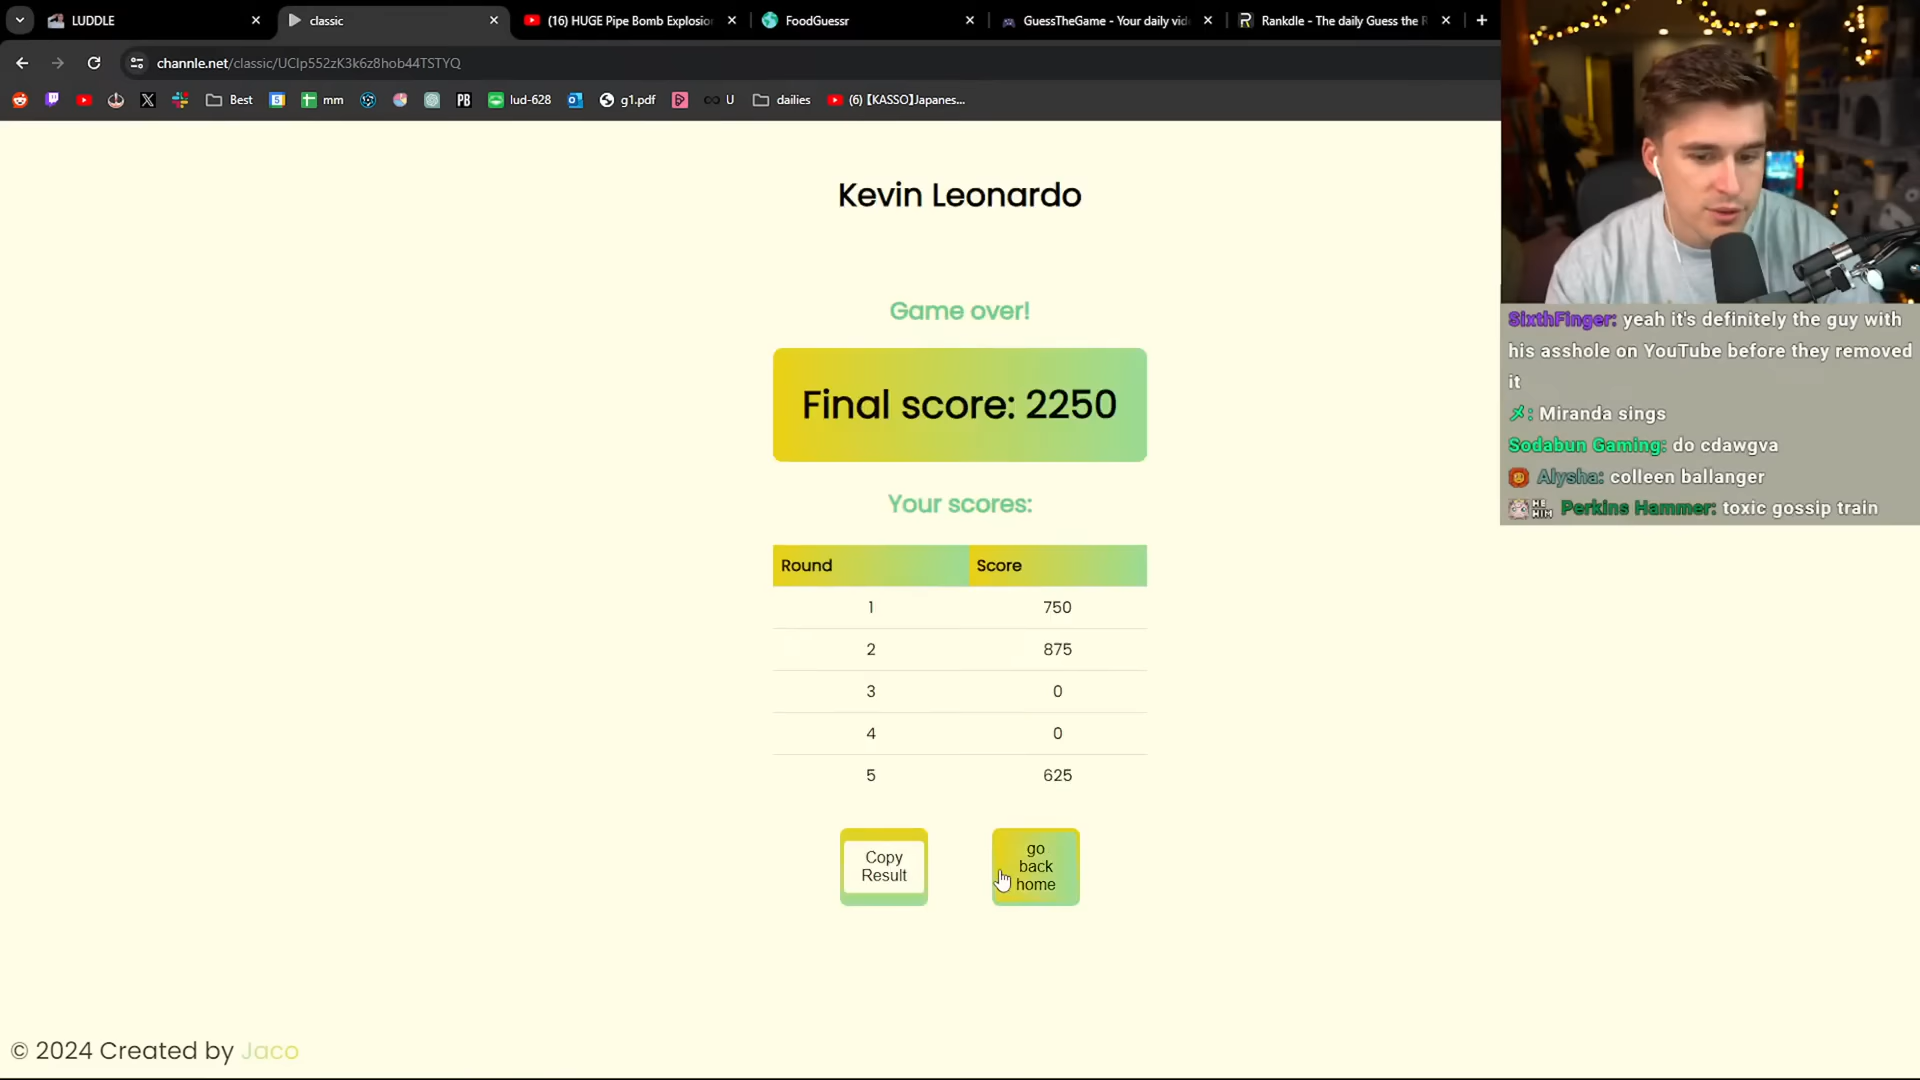 LUDDLE
classic
(16) HUGE Pipe Bomb Explosio
FoodGuessr
GuessTheGame - Your daily vid
Rankdle - The daily Guess the R
channle.net/classic/UCIp552zK3k6z8hob44TSTYQ
Best
mm
PB
lud-628
g1.pdf
U
dailies
(6) 【KASSO】Japanes...
Kevin Leonardo
Game over!
Final score: 2250
Your scores:
Round Score
1 750
2 875
3 0
4 0
5 625
Copy
Result
go
back
home
© 2024 Created by Jaco
SixthFinger: yeah it's definitely the guy with
his asshole on YouTube before they removed
it
メ: Miranda sings
Sodabun Gaming: do cdawgva
Alysha: colleen ballanger
HE
HIM
Perkins Hammer: toxic gossip train